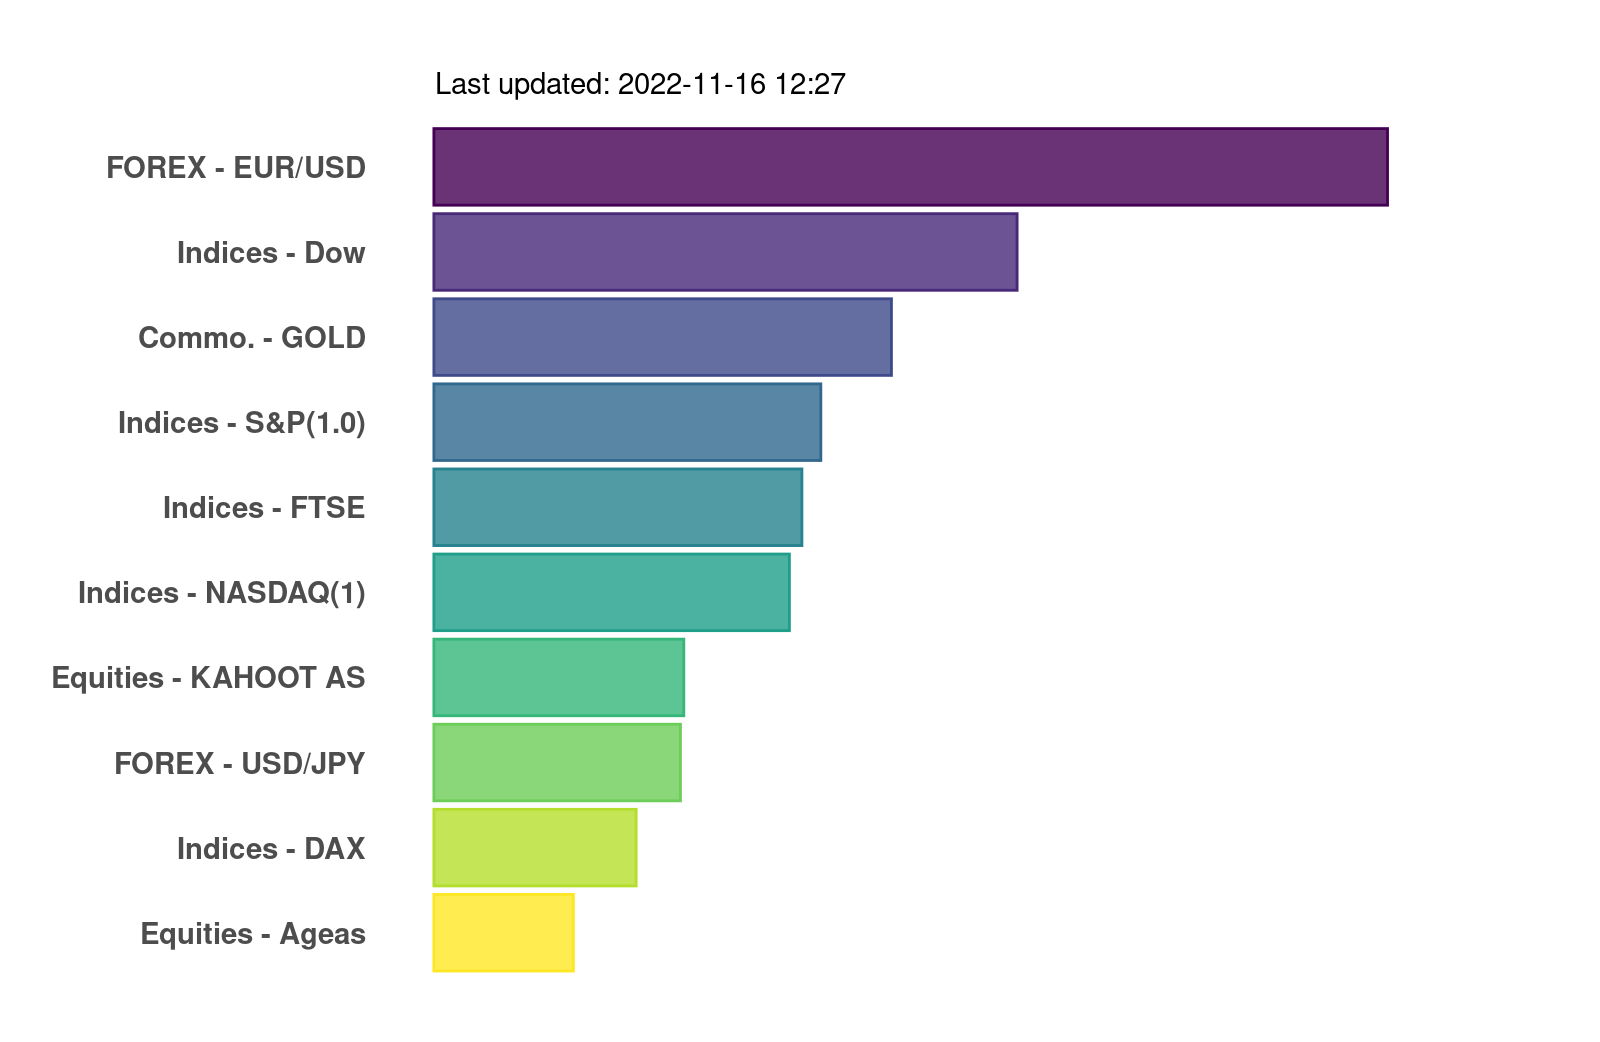 Last updated: 2022-11-16 12:27
FOREX - EUR/USD
Indices - Dow
Commo. - GOLD
Indices - S&P(1.0)
Indices - FTSE
Indices - NASDAQ(1)
Equities - KAHOOT AS
FOREX - USD/JPY
Indices - DAX
Equities - Ageas